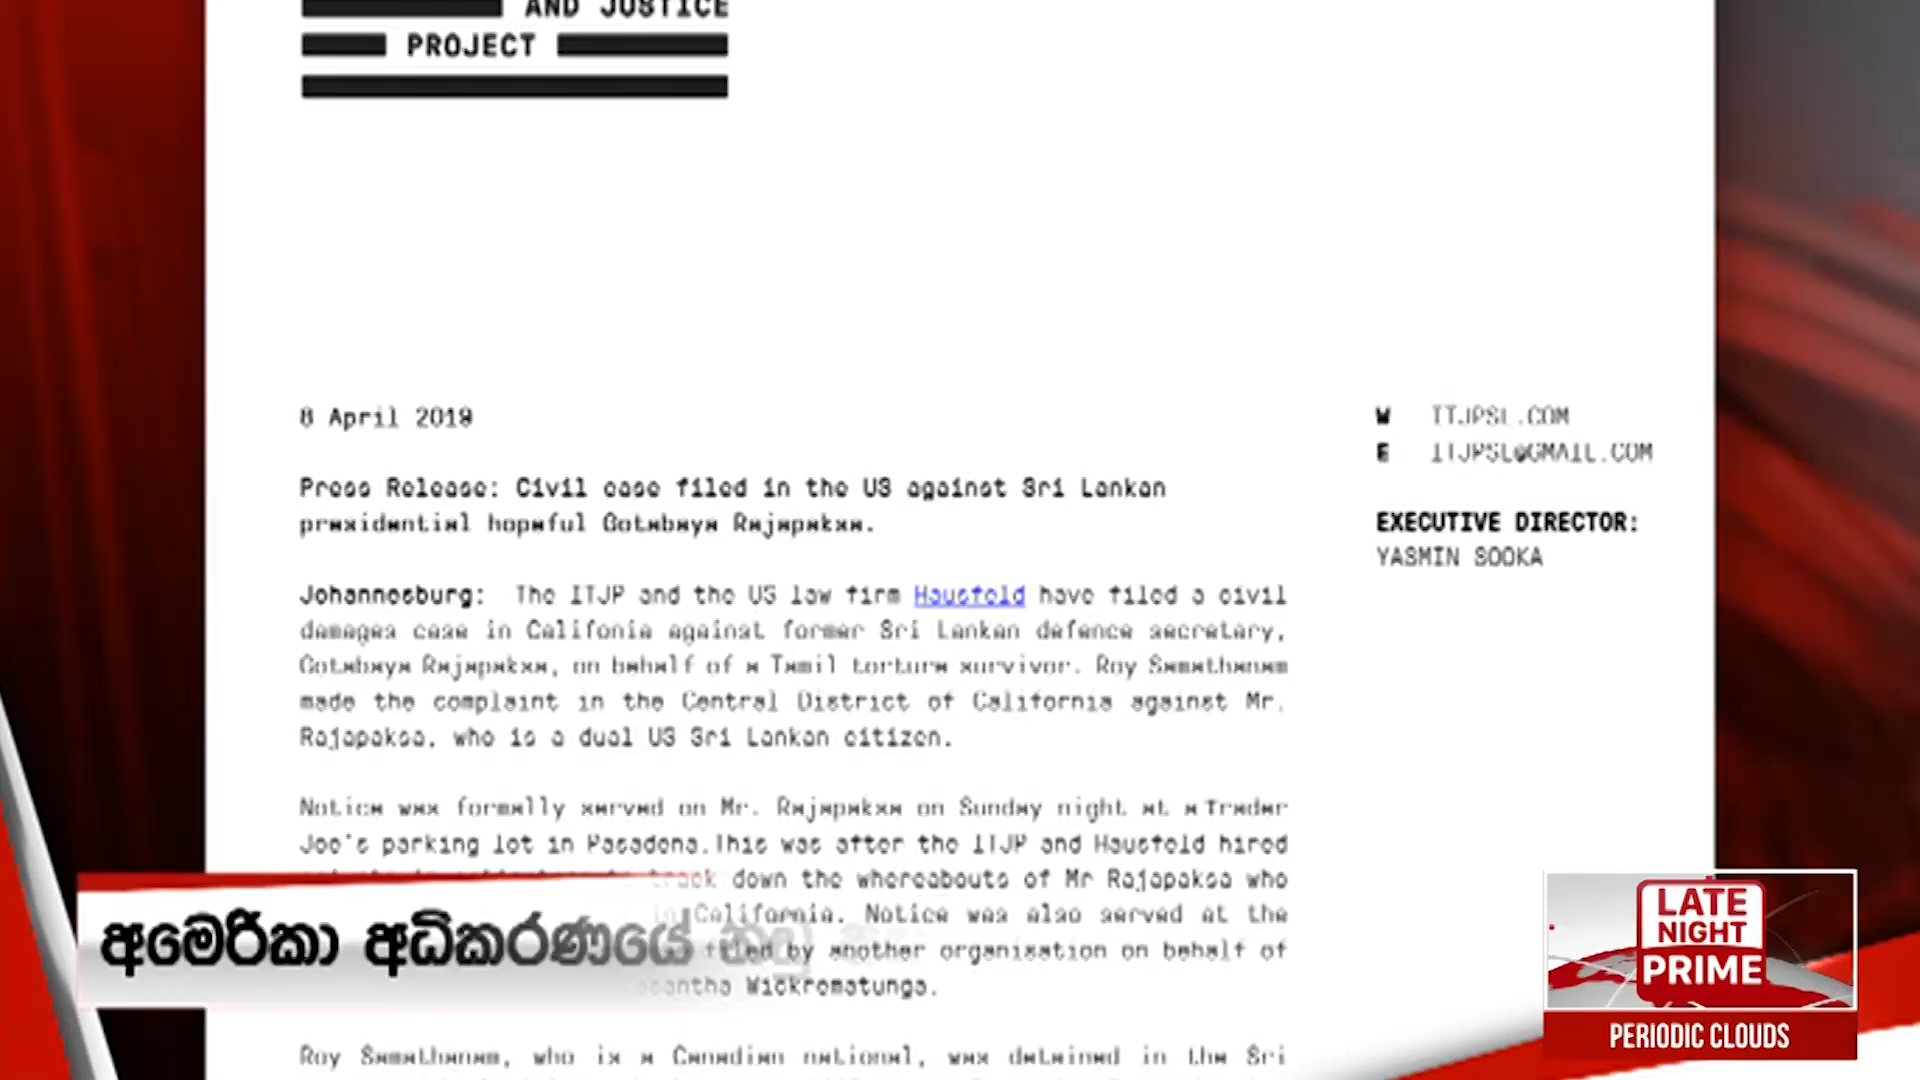 AND JUSTICE
PROJECT
8 April 2019
W ITJPSL.COM
E ITJPSL@GMAIL.COM
EXECUTIVE DIRECTOR:
YASMIN SOOKA
Press Release: Civil case filed in the US against Sri Lankan
presidential hopeful Gotabaya Rajapaksa.
Johannesburg: The ITJP and the US law firm Hausfeld have filed a civil
damages case in Califonia against former Sri Lankan defence secretary,
Gotabaya Rajapaksa, on behalf of a Tamil torture survivor. Roy Samathanam
made the complaint in the Central District of California against Mr.
Rajapaksa, who is a dual US Sri Lankan citizen.
Notice was formally served on Mr. Rajapaksa on Sunday night at a Trader
Joe's parking lot in Pasadena.This was after the ITJP and Hausfeld hired
track down the whereabouts of Mr Rajapaksa who
in California. Notice was also served at the
filed by another organisation on behalf of
Wickrematunga.
Roy Samathanam, who is a Canadian national, was detained in the Sri
අමෙරිකා අධිකරණයේ
LATE
NIGHT
PRIME
PERIODIC CLOUDS